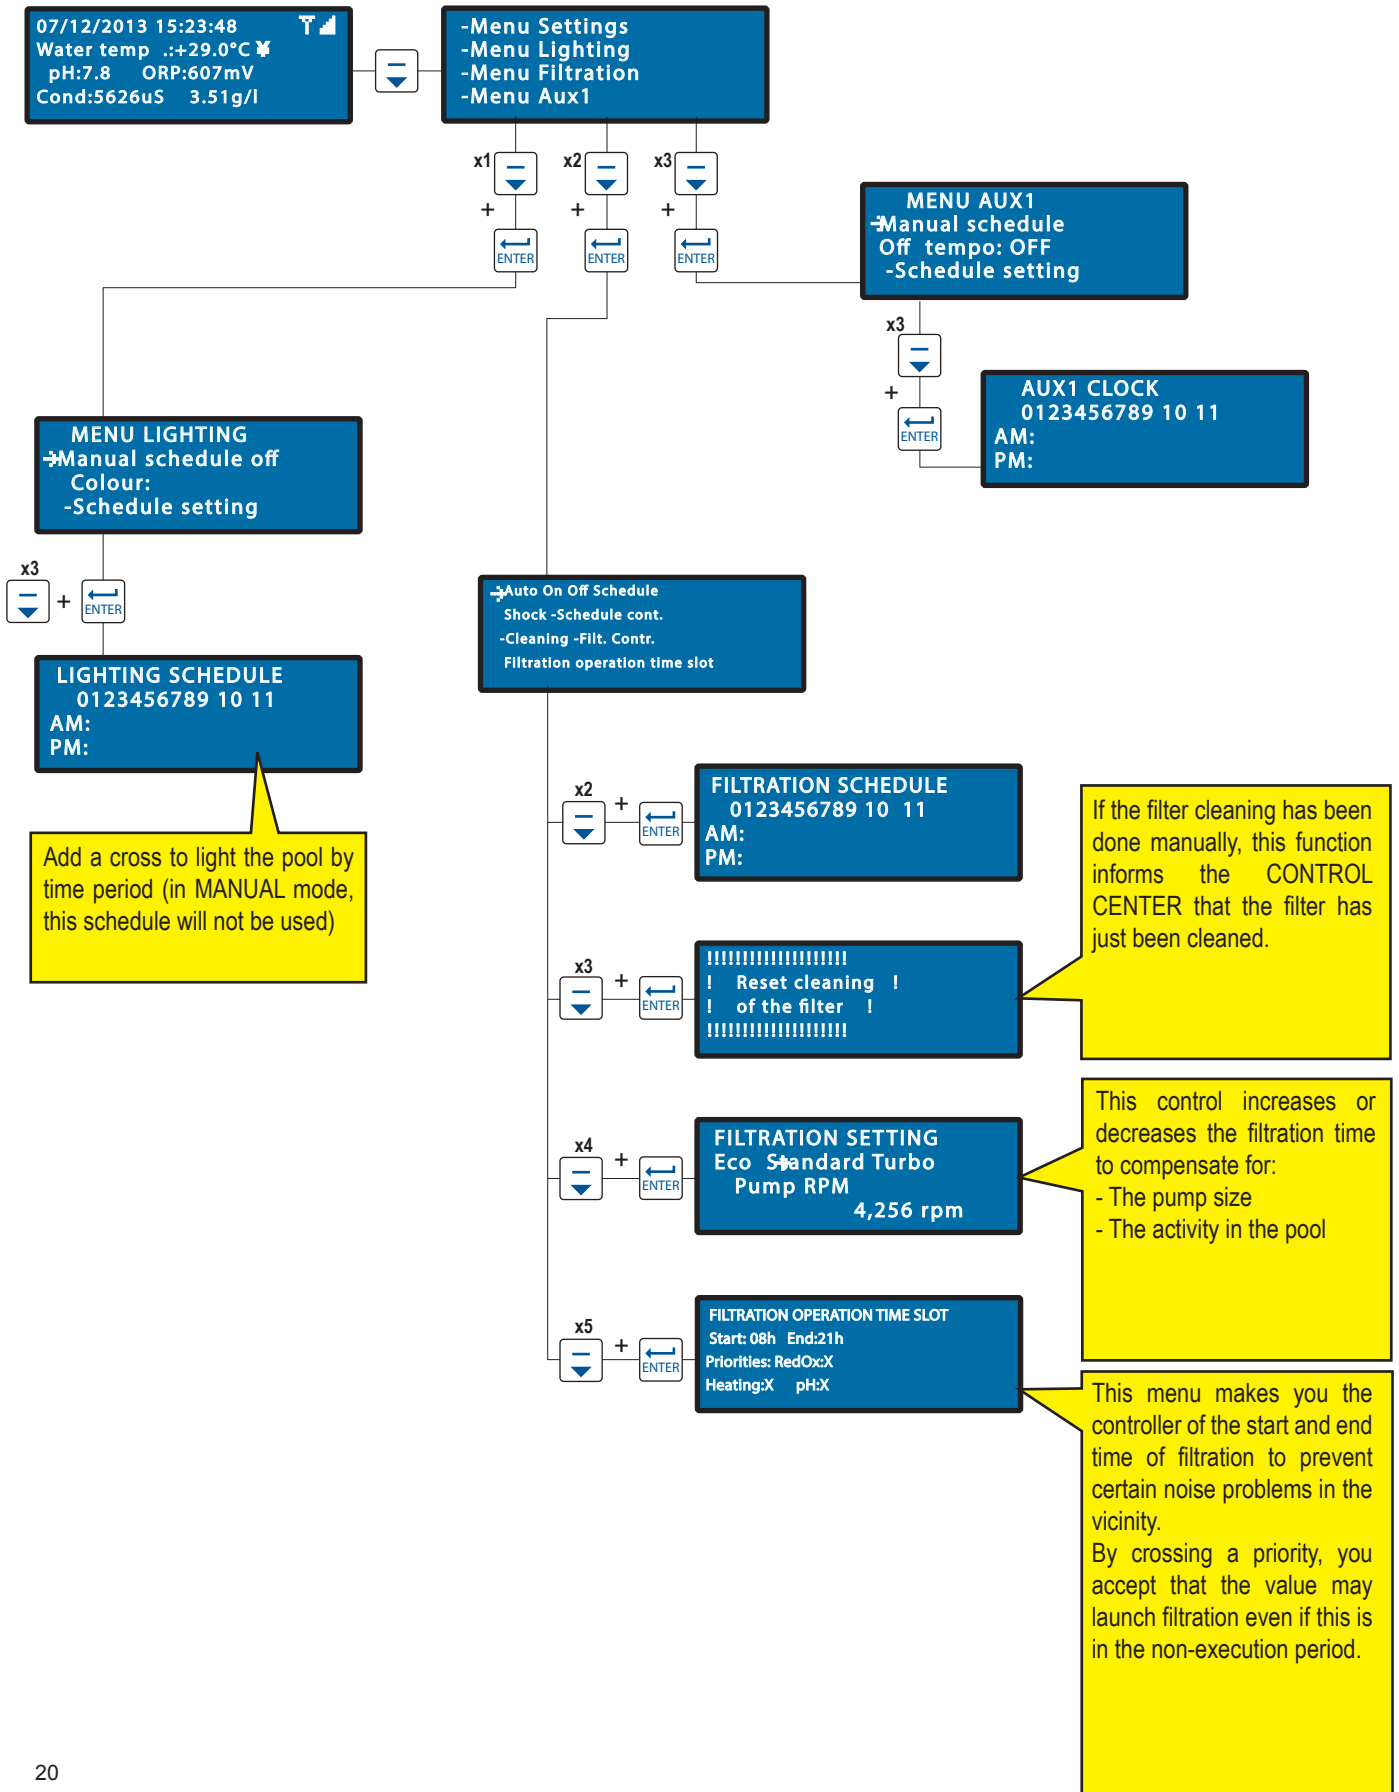 07/12/2013 15:23:48
Water temp .:+29.0°C ¥
pH:7.8 ORP:607mV
Cond:5626uS 3.51g/l
-Menu Settings
-Menu Lighting
-Menu Filtration
-Menu Aux1
x1
+
ENTER
x2
+
ENTER
x3
+
ENTER
MENU AUX1
Manual schedule
Off tempo: OFF
-Schedule setting
x3
+
ENTER
AUX1 CLOCK
0123456789 10 11
AM:
PM:
MENU LIGHTING
Manual schedule off
Colour:
-Schedule setting
x3
+
ENTER
LIGHTING SCHEDULE
0123456789 10 11
AM:
PM:
Add a cross to light the pool by
time period (in MANUAL mode,
this schedule will not be used)
Auto On Off Schedule
Shock -Schedule cont.
-Cleaning -Filt. Contr.
Filtration operation time slot
x2
+
ENTER
FILTRATION SCHEDULE
0123456789 10 11
AM:
PM:
x3
+
ENTER
!!!!!!!!!!!!!!!!!!!!
! Reset cleaning !
! of the filter !
!!!!!!!!!!!!!!!!!!!!
If the filter cleaning has been
done manually, this function
informs the CONTROL
CENTER that the filter has
just been cleaned.
x4
+
ENTER
FILTRATION SETTING
Eco Standard Turbo
Pump RPM
4,256 rpm
This control increases or
decreases the filtration time
to compensate for:
- The pump size
- The activity in the pool
x5
+
ENTER
FILTRATION OPERATION TIME SLOT
Start: 08h End:21h
Priorities: RedOx:X
Heating:X pH:X
This menu makes you the
controller of the start and end
time of filtration to prevent
certain noise problems in the
vicinity.
By crossing a priority, you
accept that the value may
launch filtration even if this is
in the non-execution period.
20